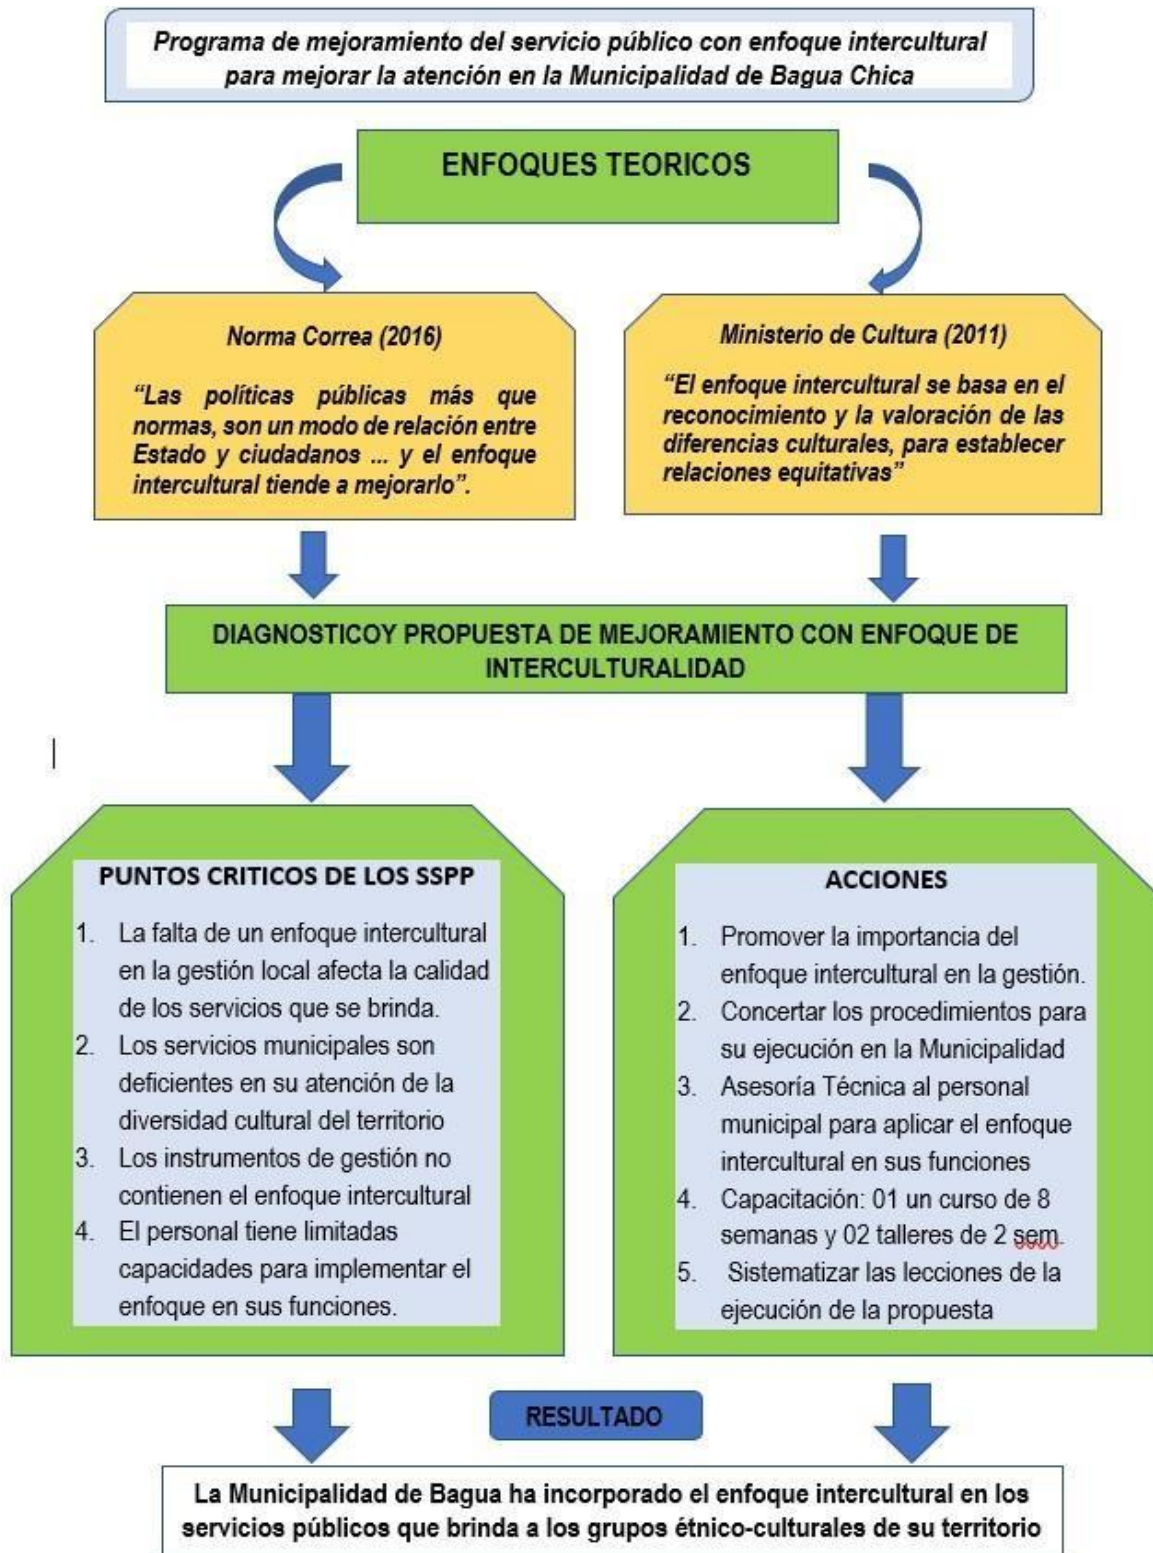 Programa de mejoramiento del servicio público con enfoque intercultural
para mejorar la atención en la Municipalidad de Bagua Chica
ENFOQUES TEORICOS
Norma Correa (2016)
“Las políticas públicas más que
normas, son un modo de relación entre
Estado y ciudadanos ... y el enfoque
intercultural tiende a mejorarlo”.
Ministerio de Cultura (2011)
“El enfoque intercultural se basa en el
reconocimiento y la valoración de las
diferencias culturales, para establecer
relaciones equitativas”
DIAGNOSTICOY PROPUESTA DE MEJORAMIENTO CON ENFOQUE DE
INTERCULTURALIDAD
PUNTOS CRITICOS DE LOS SSPP
1. La falta de un enfoque intercultural
en la gestión local afecta la calidad
de los servicios que se brinda.
2. Los servicios municipales son
deficientes en su atención de la
diversidad cultural del territorio
3. Los instrumentos de gestión no
contienen el enfoque intercultural
4. El personal tiene limitadas
capacidades para implementar el
enfoque en sus funciones.
ACCIONES
1. Promover la importancia del
enfoque intercultural en la gestión.
2. Concertar los procedimientos para
su ejecución en la Municipalidad
3. Asesoría Técnica al personal
municipal para aplicar el enfoque
intercultural en sus funciones
4. Capacitación: 01 un curso de 8
semanas y 02 talleres de 2 sem.
5. Sistematizar las lecciones de la
ejecución de la propuesta
RESULTADO
La Municipalidad de Bagua ha incorporado el enfoque intercultural en los
servicios públicos que brinda a los grupos étnico-culturales de su territorio